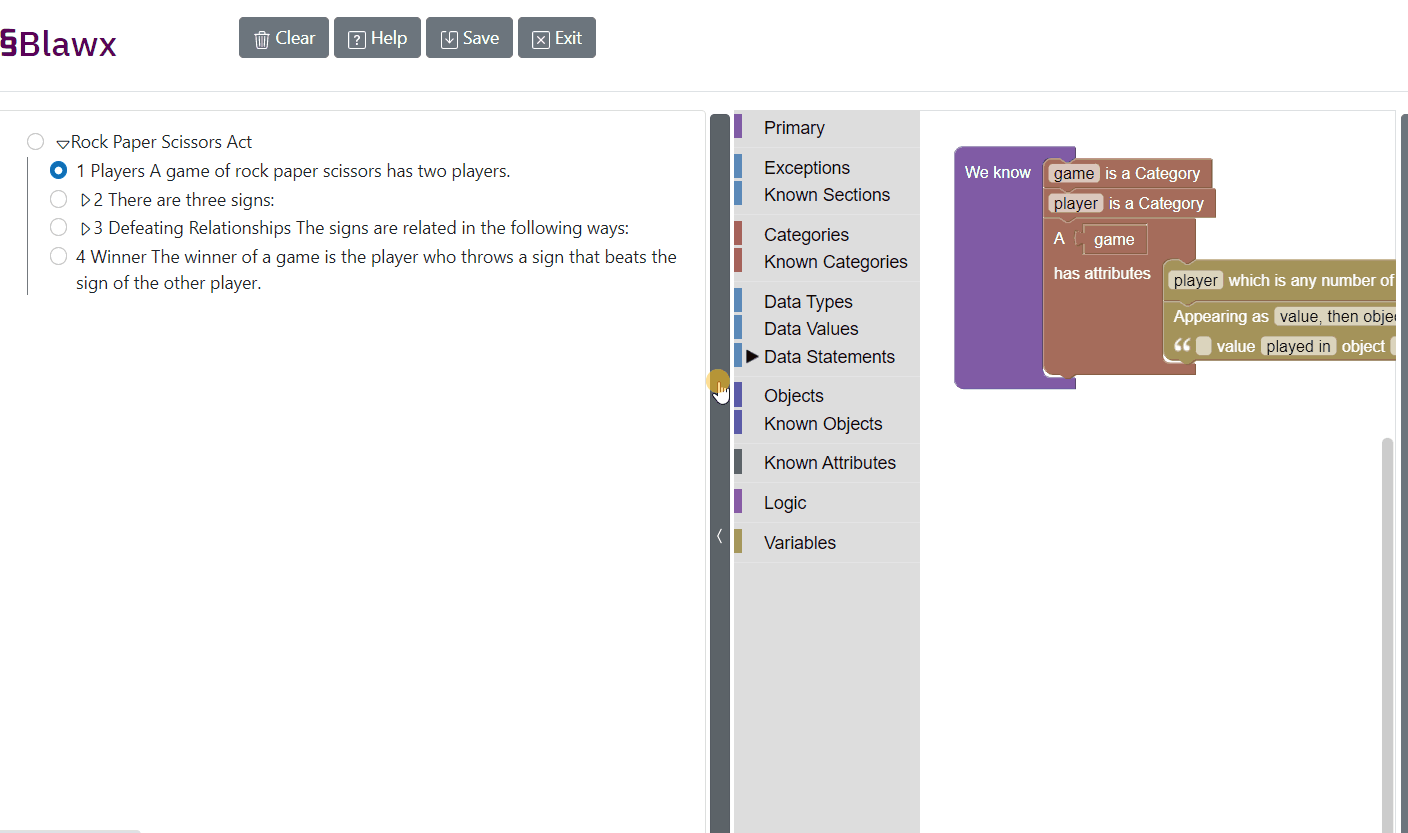 §Blawx
Clear
Help
Save
Exit
Rock Paper Scissors Act
1 Players A game of rock paper scissors has two players.
2 There are three signs:
3 Defeating Relationships The signs are related in the following ways:
4 Winner The winner of a game is the player who throws a sign that beats the
sign of the other player.
Primary
Exceptions
Known Sections
Categories
Known Categories
Data Types
Data Values
Data Statements
Objects
Known Objects
Known Attributes
Logic
Variables
We know
game is a Category
player is a Category
A game
has attributes
player which is any number of
Appearing as value, then obje
“ value played in object